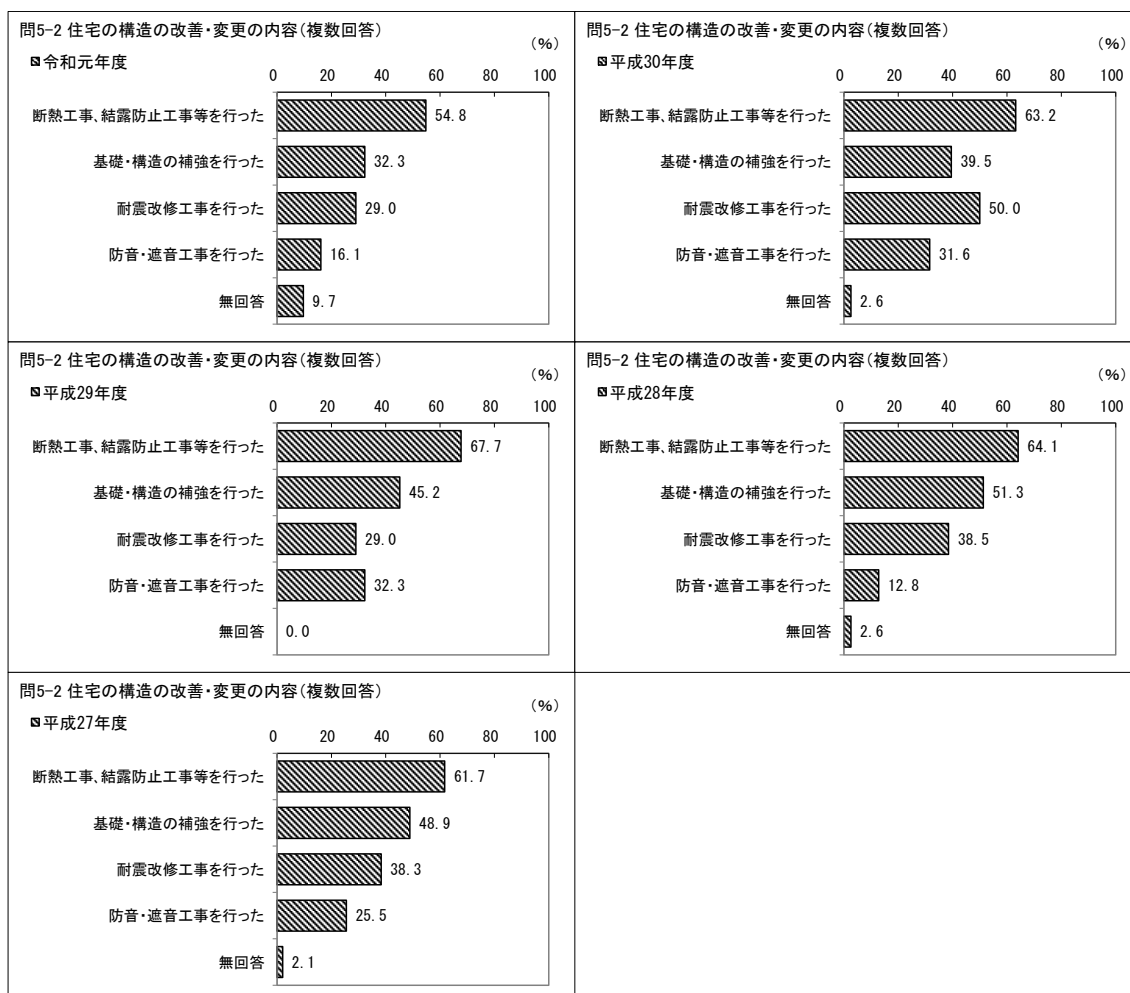 問5-2 住宅の構造の改善・変更の内容(複数回答)
(%)
令和元年度
0 20 40 60 80 100
断熱工事、結露防止工事等を行った 54.8
基礎・構造の補強を行った 32.3
耐震改修工事を行った 29.0
防音・遮音工事を行った 16.1
無回答 9.7
問5-2 住宅の構造の改善・変更の内容(複数回答)
(%)
平成30年度
0 20 40 60 80 100
断熱工事、結露防止工事等を行った 63.2
基礎・構造の補強を行った 39.5
耐震改修工事を行った 50.0
防音・遮音工事を行った 31.6
無回答 2.6
問5-2 住宅の構造の改善・変更の内容(複数回答)
(%)
平成29年度
0 20 40 60 80 100
断熱工事、結露防止工事等を行った 67.7
基礎・構造の補強を行った 45.2
耐震改修工事を行った 29.0
防音・遮音工事を行った 32.3
無回答 0.0
問5-2 住宅の構造の改善・変更の内容(複数回答)
(%)
平成28年度
0 20 40 60 80 100
断熱工事、結露防止工事等を行った 64.1
基礎・構造の補強を行った 51.3
耐震改修工事を行った 38.5
防音・遮音工事を行った 12.8
無回答 2.6
問5-2 住宅の構造の改善・変更の内容(複数回答)
(%)
平成27年度
0 20 40 60 80 100
断熱工事、結露防止工事等を行った 61.7
基礎・構造の補強を行った 48.9
耐震改修工事を行った 38.3
防音・遮音工事を行った 25.5
無回答 2.1